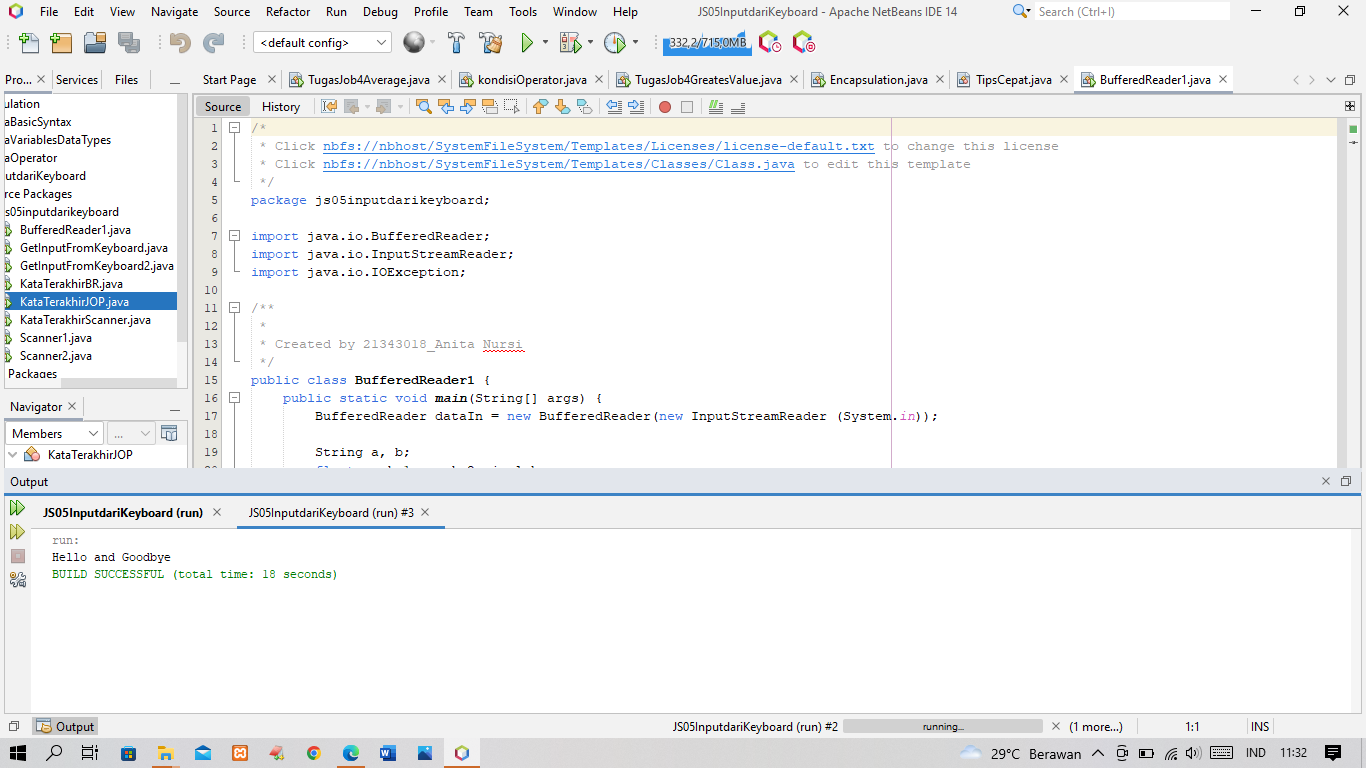 File Edit View Navigate Source Refactor Run Debug Profile Team Tools Window Help JS05InputdariKeyboard - Apache NetBeans IDE 14 Search (Ctrl+I)
<default config> 332,2/715,0MB
Pro... Services Files Start Page TugasJob4Average.java kondisiOperator.java TugasJob4GreatesValue.java Encapsulation.java TipsCepat.java BufferedReader1.java
ulation
aBasicSyntax
aVariablesDataTypes
aOperator
utdariKeyboard
rce Packages
s05inputdarikeyboard
BufferedReader1.java
GetInputFromKeyboard.java
GetInputFromKeyboard2.java
KataTerakhirBR.java
KataTerakhirJOP.java
KataTerakhirScanner.java
Scanner1.java
Scanner2.java
Packages
Navigator
Members ...
KataTerakhirJOP
Source History
1 /*
2 * Click nbfs://nbhost/SystemFileSystem/Templates/Licenses/license-default.txt to change this license
3 * Click nbfs://nbhost/SystemFileSystem/Templates/Classes/Class.java to edit this template
4 */
5 package js05inputdarikeyboard;
6
7 import java.io.BufferedReader;
8 import java.io.InputStreamReader;
9 import java.io.IOException;
10
11 /**
12 *
13 * Created by 21343018_Anita Nursi
14 */
15 public class BufferedReader1 {
16 public static void main(String[] args) {
17 BufferedReader dataIn = new BufferedReader(new InputStreamReader (System.in));
18
19 String a, b;
Output
JS05InputdariKeyboard (run) JS05InputdariKeyboard (run) #3
run:
Hello and Goodbye
BUILD SUCCESSFUL (total time: 18 seconds)
Output JS05InputdariKeyboard (run) #2 running... (1 more...) 1:1 INS
29°C Berawan IND 11:32